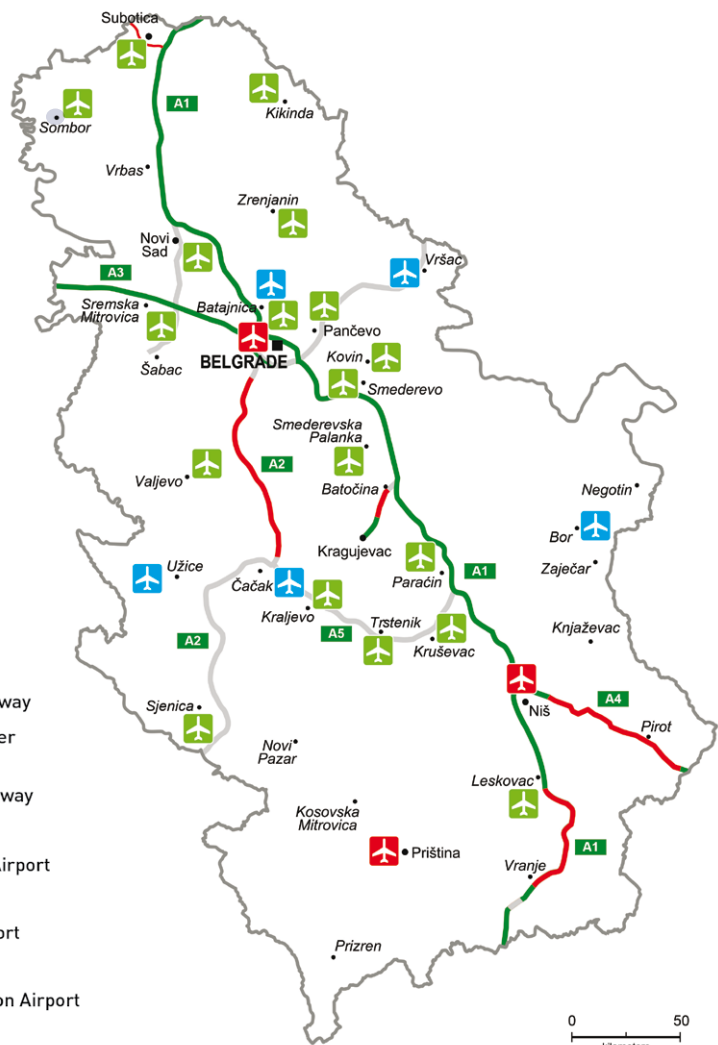 Subotica
A1
Kikinda
Sombor
Vrbas
Zrenjanin
Novi
Sad
Vršac
A3
Batajnica
Sremska
Mitrovica
Pančevo
BELGRADE
Kovin
Šabac
Smederevo
Smederevska
Palanka
A2
Valjevo
Batočina
Negotin
Bor
Kragujevac
Zaječar
Paraćin
A1
Užice
Čačak
Kraljevo
A5
Trstenik
Kruševac
Knjaževac
A2
Sjenica
Niš
A4
Pirot
way
er
Novi
Pazar
way
Leskovac
Kosovska
Mitrovica
A1
Airport
Priština
Vranje
ort
Prizren
on Airport
0
50